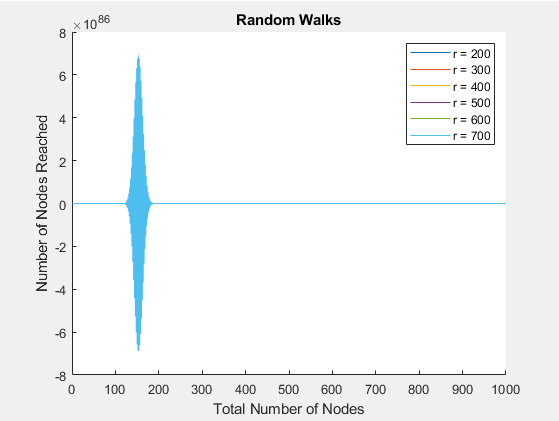 Random Walks
×10^86
8
6
4
2
0
-2
-4
-6
-8
Number of Nodes Reached
0 100 200 300 400 500 600 700 800 900 1000
Total Number of Nodes
r = 200
r = 300
r = 400
r = 500
r = 600
r = 700